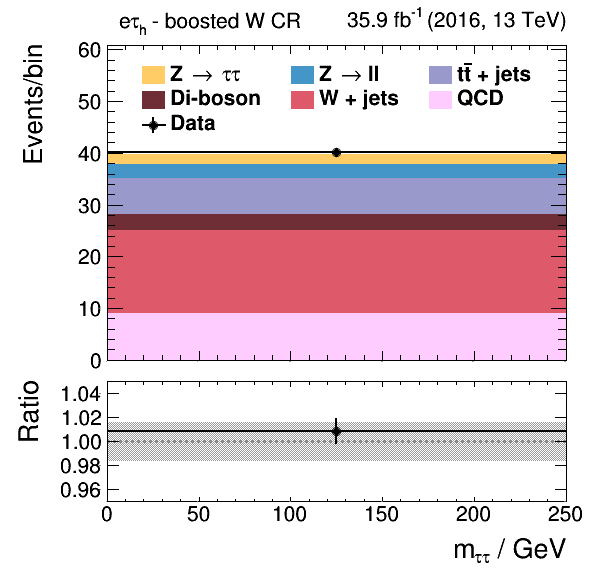 eτh - boosted W CR 35.9 fb-1 (2016, 13 TeV)
Events/bin
60
50
40
30
20
10
0
Z → ττ Z → ll tt̄ + jets
Di-boson W + jets QCD
Data
Ratio
1.04
1.02
1.00
0.98
0.96
0 50 100 150 200 250
mττ / GeV